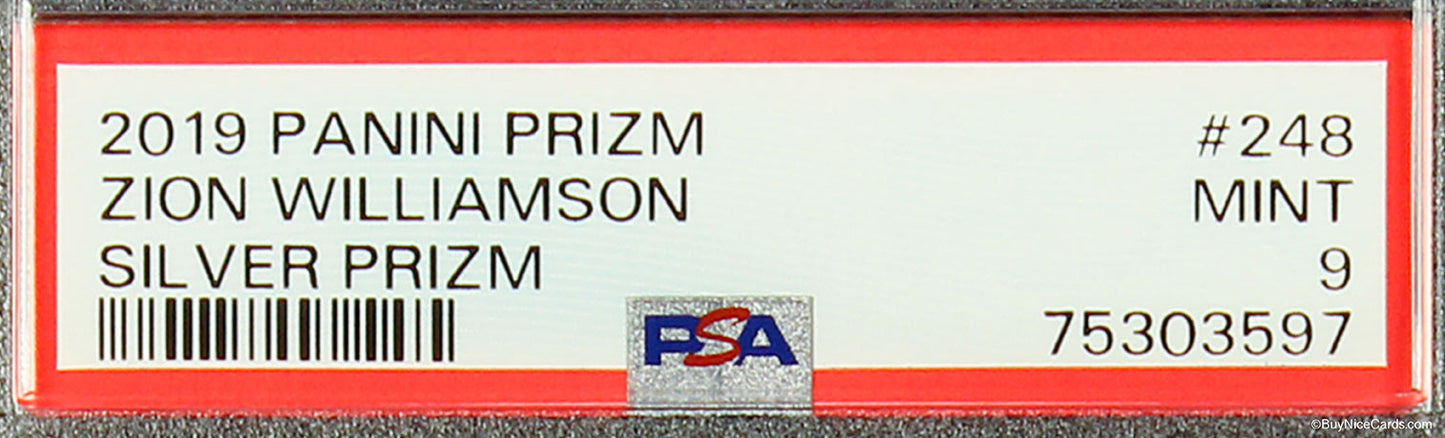 2019 PANINI PRIZM #248
ZION WILLIAMSON MINT
SILVER PRIZM 9
PSA 75303597
©BuyNiceCards.com